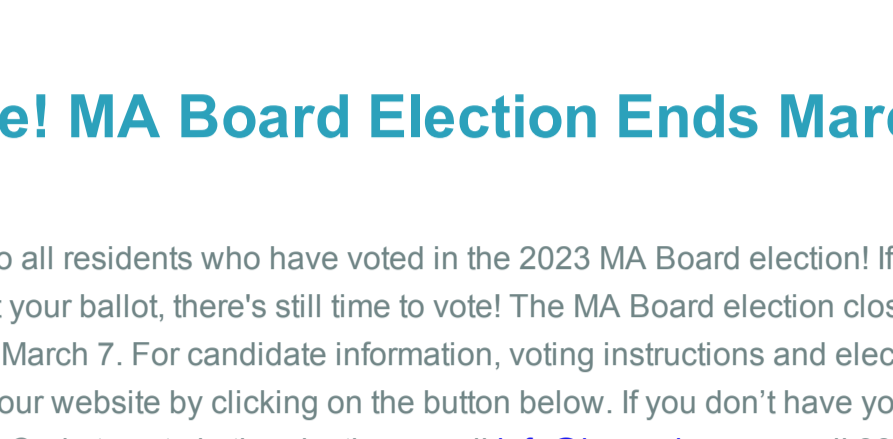 e! MA Board Election Ends Marc
o all residents who have voted in the 2023 MA Board election! If
t your ballot, there's still time to vote! The MA Board election clos
March 7. For candidate information, voting instructions and elec
our website by clicking on the button below. If you don’t have yo